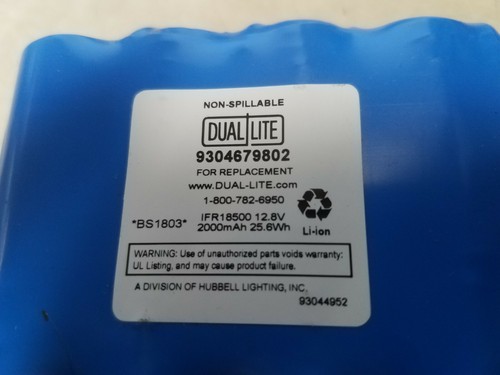 NON-SPILLABLE
DUAL LITE
9304679802
FOR REPLACEMENT
www.DUAL-LITE.com
1-800-782-6950
IFR18500 12.8V
*BS1803* 2000mAh 25.6Wh
Li-ion
WARNING: Use of unauthorized parts voids warranty:
UL Listing, and may cause product failure.
A DIVISION OF HUBBELL LIGHTING, INC.
93044952